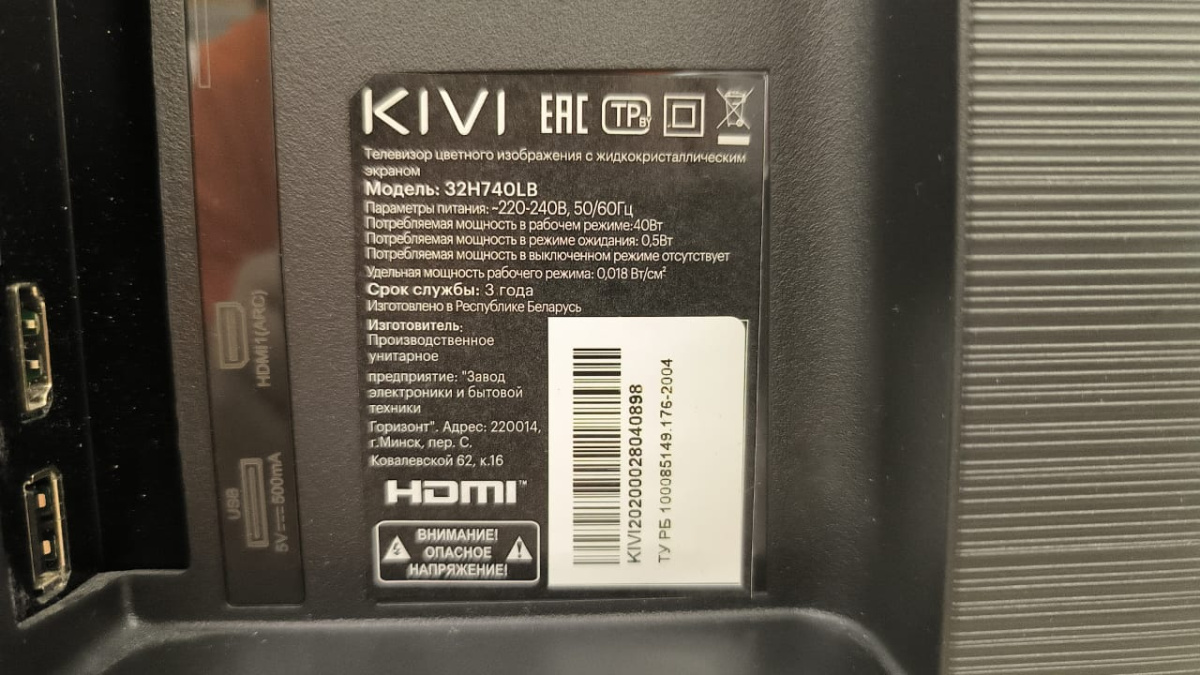 KIVI EAC TP BY
Телевизор цветного изображения с жидкокристаллическим
экраном
Модель: 32H740LB
Параметры питания: ~220-240В, 50/60Гц
Потребляемая мощность в рабочем режиме:40Вт
Потребляемая мощность в режиме ожидания: 0,5Вт
Потребляемая мощность в выключенном режиме отсутствует
Удельная мощность рабочего режима: 0,018 Вт/см²
Срок службы: 3 года
Изготовлено в Республике Беларусь
Изготовитель:
Производственное
унитарное
предприятие: "Завод
электроники и бытовой
техники
Горизонт". Адрес: 220014,
г.Минск, пер. С.
Ковалевской 62, к.16
HDMI™
ВНИМАНИЕ!
ОПАСНОЕ
НАПРЯЖЕНИЕ!
KIVI20200028040898
ТУ РБ 100085149.176-2004
HDMI1(ARC)
USB
5V⎓500mA